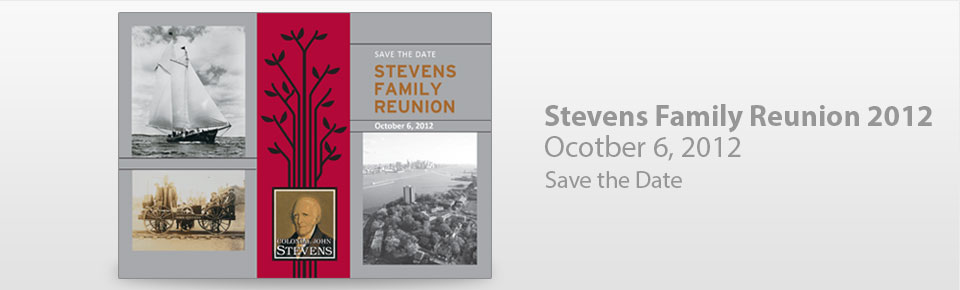 SAVE THE DATE
STEVENS
FAMILY
REUNION
October 6, 2012
COLONEL JOHN
STEVENS
Stevens Family Reunion 2012
Ocotber 6, 2012
Save the Date